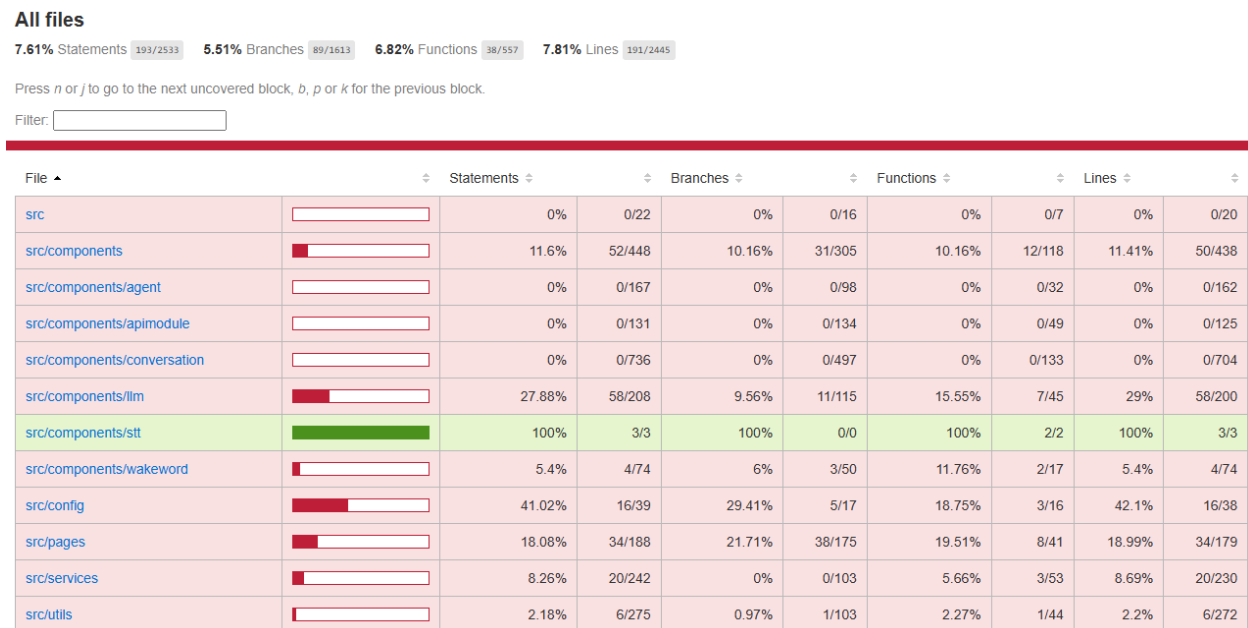 All files
7.61% Statements 193/2533 5.51% Branches 89/1613 6.82% Functions 38/557 7.81% Lines 191/2445
Press n or j to go to the next uncovered block, b, p or k for the previous block.
Filter:
File Statements Branches Functions Lines
src 0% 0/22 0% 0/16 0% 0/7 0% 0/20
src/components 11.6% 52/448 10.16% 31/305 10.16% 12/118 11.41% 50/438
src/components/agent 0% 0/167 0% 0/98 0% 0/32 0% 0/162
src/components/apimodule 0% 0/131 0% 0/134 0% 0/49 0% 0/125
src/components/conversation 0% 0/736 0% 0/497 0% 0/133 0% 0/704
src/components/llm 27.88% 58/208 9.56% 11/115 15.55% 7/45 29% 58/200
src/components/stt 100% 3/3 100% 0/0 100% 2/2 100% 3/3
src/components/wakeword 5.4% 4/74 6% 3/50 11.76% 2/17 5.4% 4/74
src/config 41.02% 16/39 29.41% 5/17 18.75% 3/16 42.1% 16/38
src/pages 18.08% 34/188 21.71% 38/175 19.51% 8/41 18.99% 34/179
src/services 8.26% 20/242 0% 0/103 5.66% 3/53 8.69% 20/230
src/utils 2.18% 6/275 0.97% 1/103 2.27% 1/44 2.2% 6/272